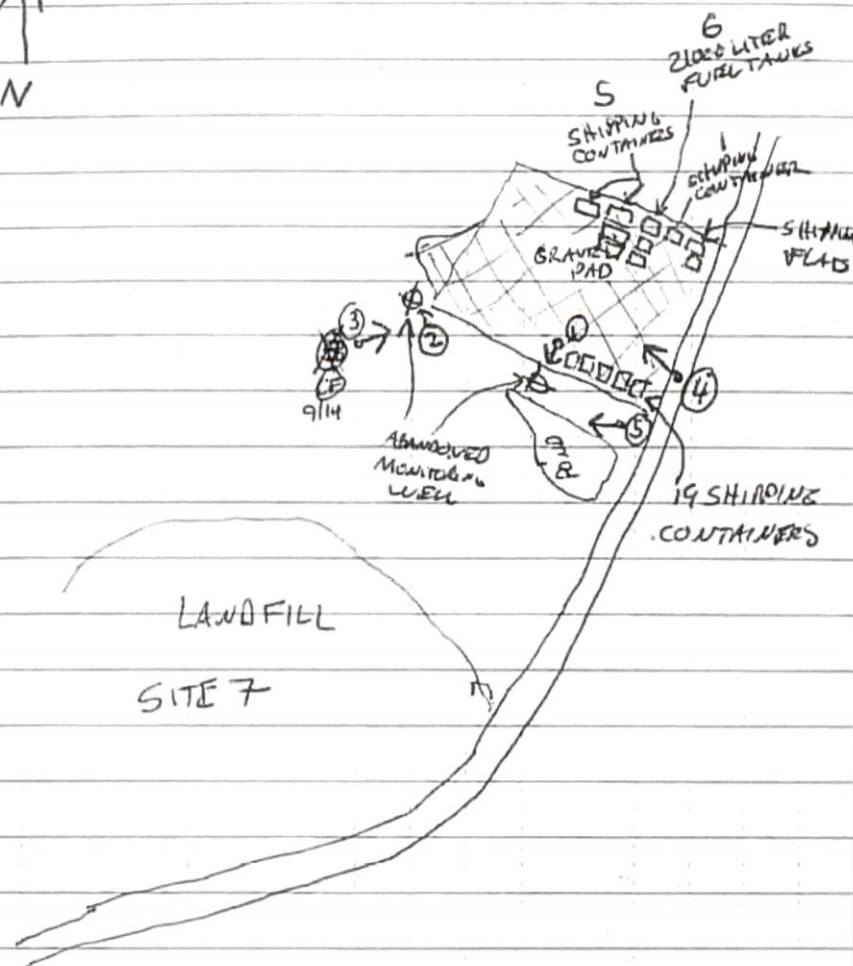 N
6
21000 LITER
FUEL TANKS
5
SHIPPING
CONTAINERS
1
SHIPPING
CONTAINER
GRAVEL
PAD
3
2
1
4
5
9/14
ABANDONED
MONITORING
WELL
19 SHIPPING
CONTAINERS
LANDFILL
SITE 7